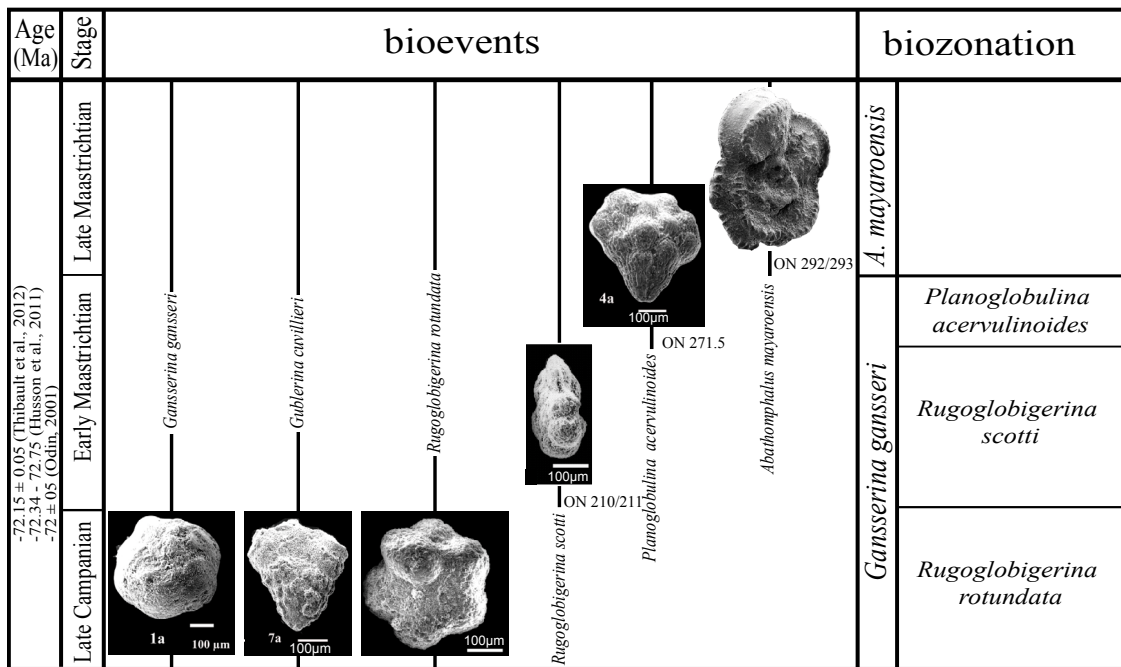 Age
(Ma)
Stage
bioevents
biozonation
Late Maastrichtian
Early Maastrichtian
Late Campanian
-72.15 ± 0.05 (Thibault et al., 2012)
-72.34 - 72.75 (Husson et al., 2011)
-72 ± 05 (Odin, 2001)
Gansserina gansseri
Gublerina cuvillieri
Rugoglobigerina rotundata
Rugoglobigerina scotti
Planoglobulina acervulinoides
Abathomphalus mayaroensis
1a
100 µm
7a
100µm
100µm
100µm
ON 210/211
4a
100µm
ON 271.5
ON 292/293
A. mayaroensis
Gansserina gansseri
Planoglobulina
acervulinoides
Rugoglobigerina
scotti
Rugoglobigerina
rotundata